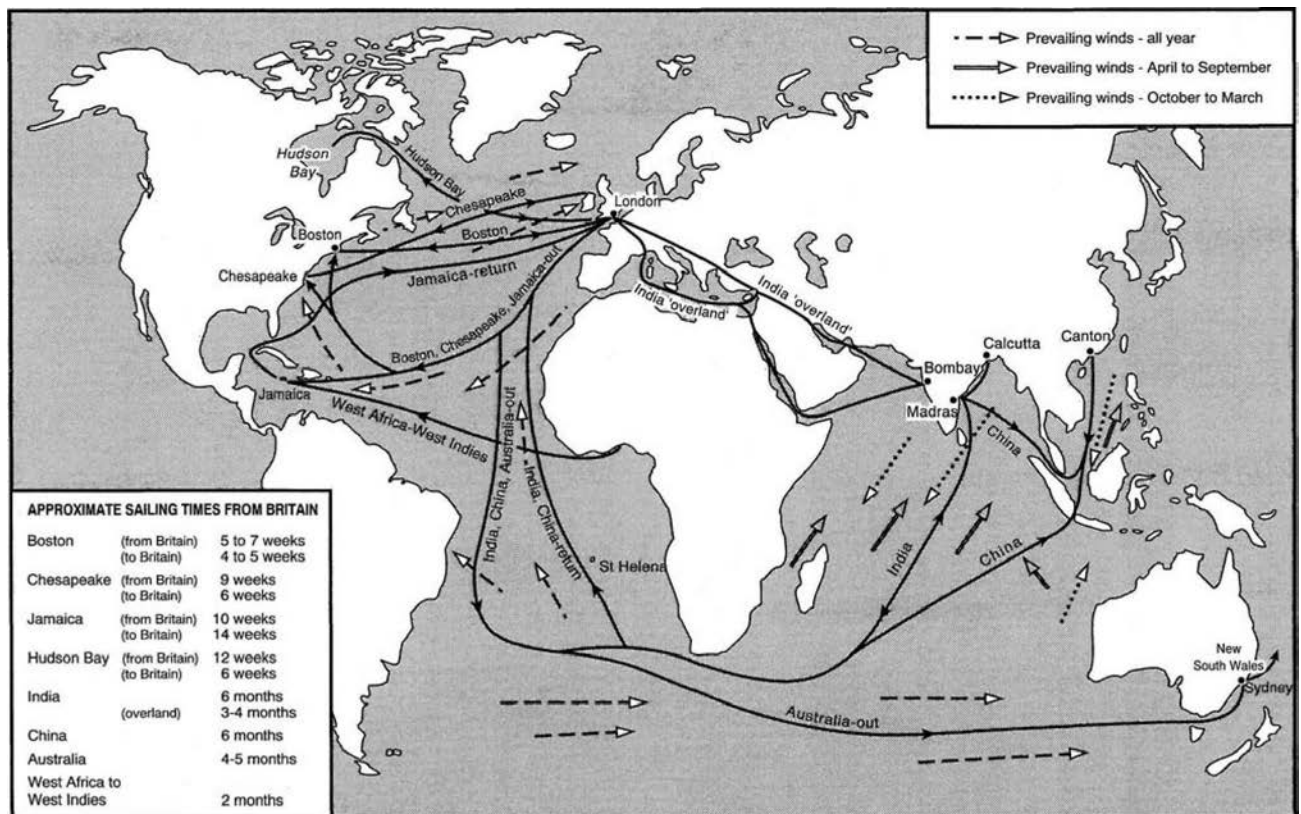 Prevailing winds - all year
Prevailing winds - April to September
Prevailing winds - October to March
Hudson
Bay
Hudson Bay
Chesapeake
London
Boston
Boston
Chesapeake
Jamaica-return
Boston, Chesapeake, Jamaica-out
India 'overland'
India 'overland'
Jamaica
West Africa-West Indies
Bombay
Calcutta
Canton
Madras
China
India, China, Australia-out
India, China-return
St Helena
India
China
New
South Wales
Sydney
Australia-out
APPROXIMATE SAILING TIMES FROM BRITAIN
Boston (from Britain) 5 to 7 weeks
(to Britain) 4 to 5 weeks
Chesapeake (from Britain) 9 weeks
(to Britain) 6 weeks
Jamaica (from Britain) 10 weeks
(to Britain) 14 weeks
Hudson Bay (from Britain) 12 weeks
(to Britain) 6 weeks
India 6 months
(overland) 3-4 months
China 6 months
Australia 4-5 months
West Africa to
West Indies 2 months